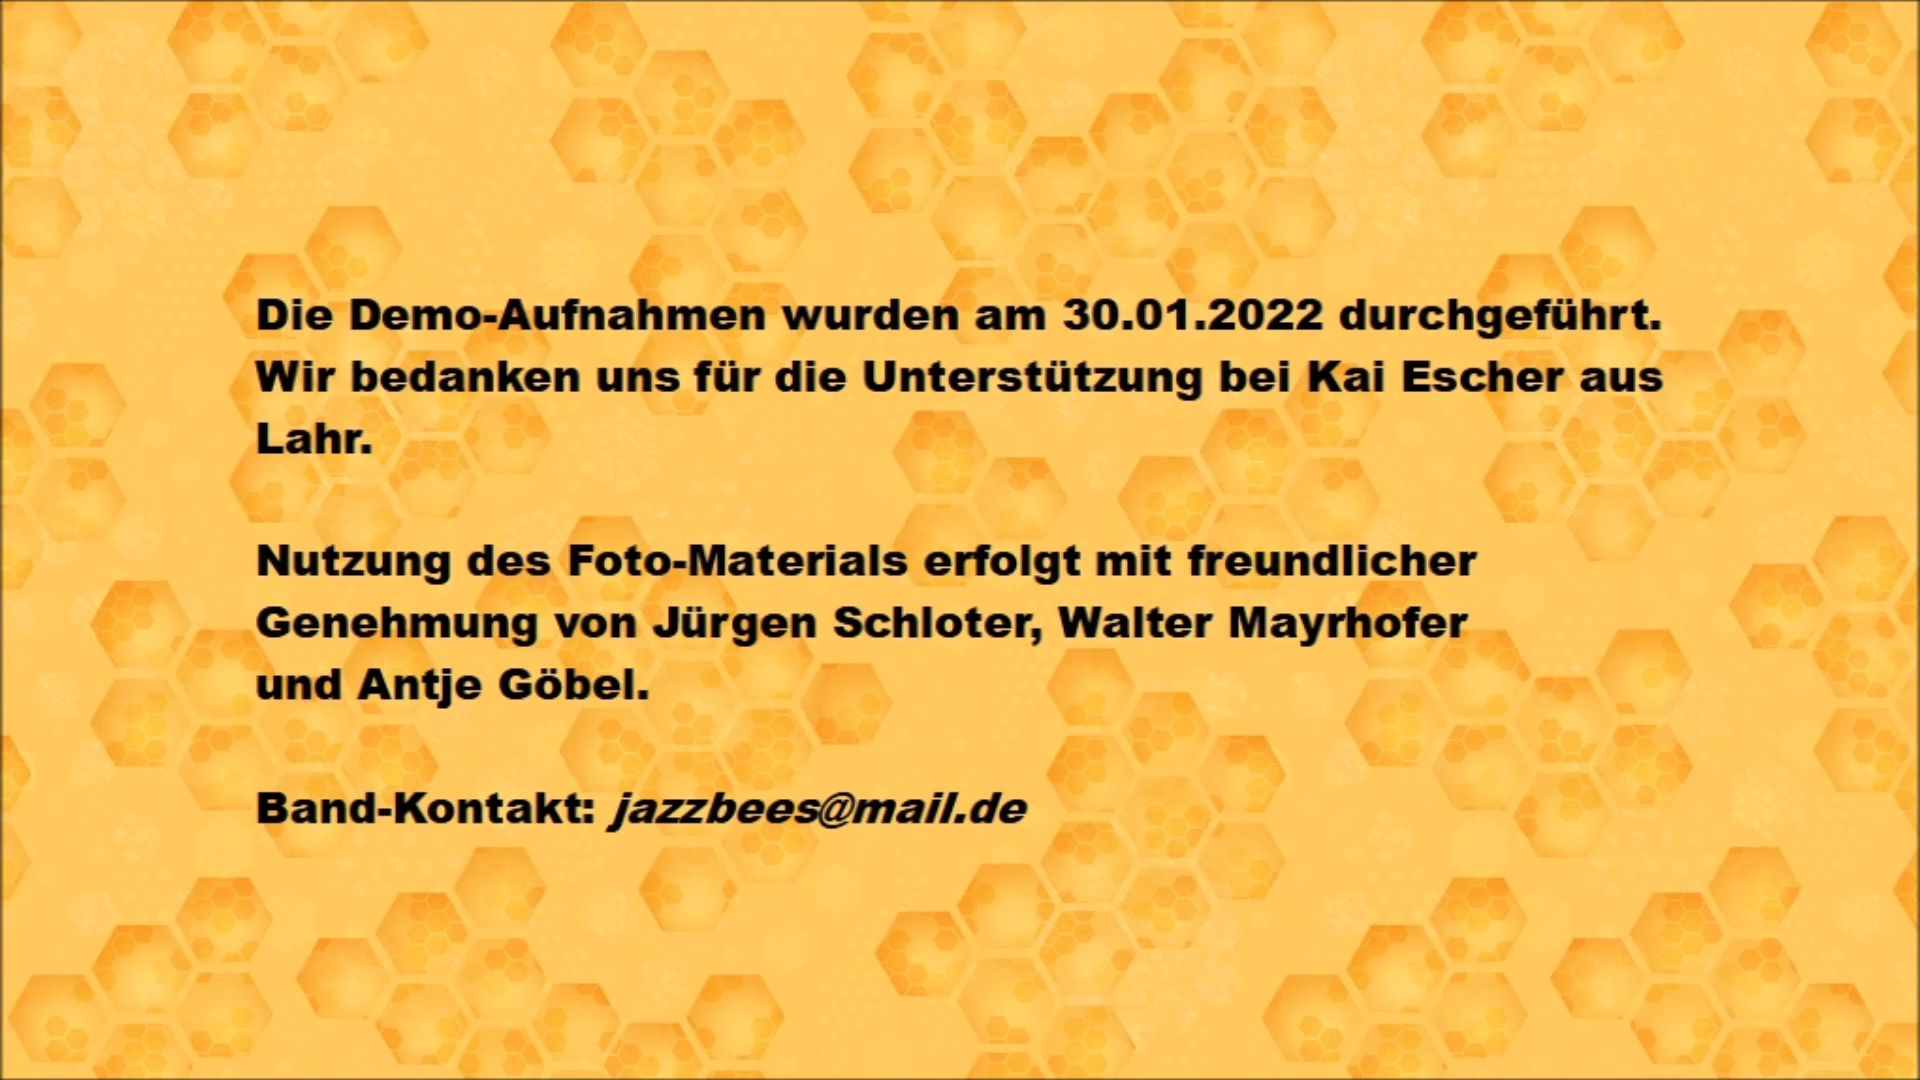 Die Demo-Aufnahmen wurden am 30.01.2022 durchgeführt.
Wir bedanken uns für die Unterstützung bei Kai Escher aus
Lahr.
Nutzung des Foto-Materials erfolgt mit freundlicher
Genehmung von Jürgen Schloter, Walter Mayrhofer
und Antje Göbel.
Band-Kontakt: jazzbees@mail.de